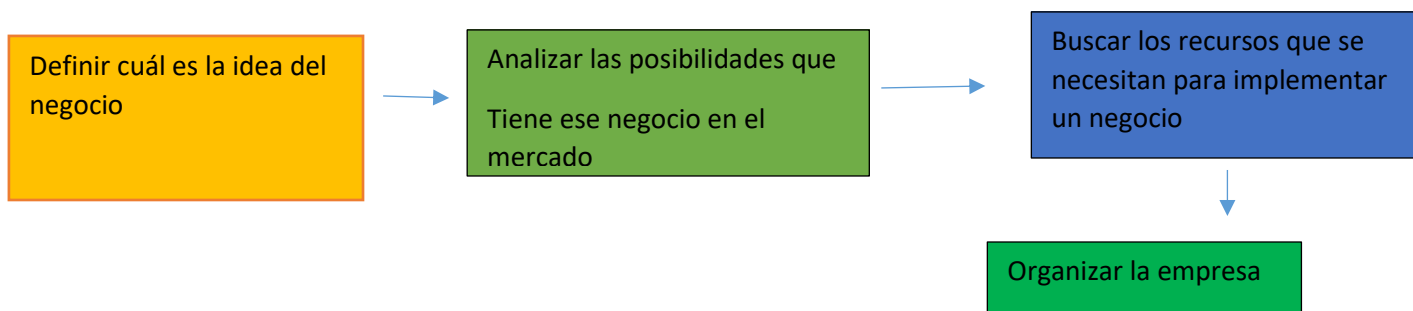 Definir cuál es la idea del
negocio
Analizar las posibilidades que
Tiene ese negocio en el
mercado
Buscar los recursos que se
necesitan para implementar
un negocio
Organizar la empresa